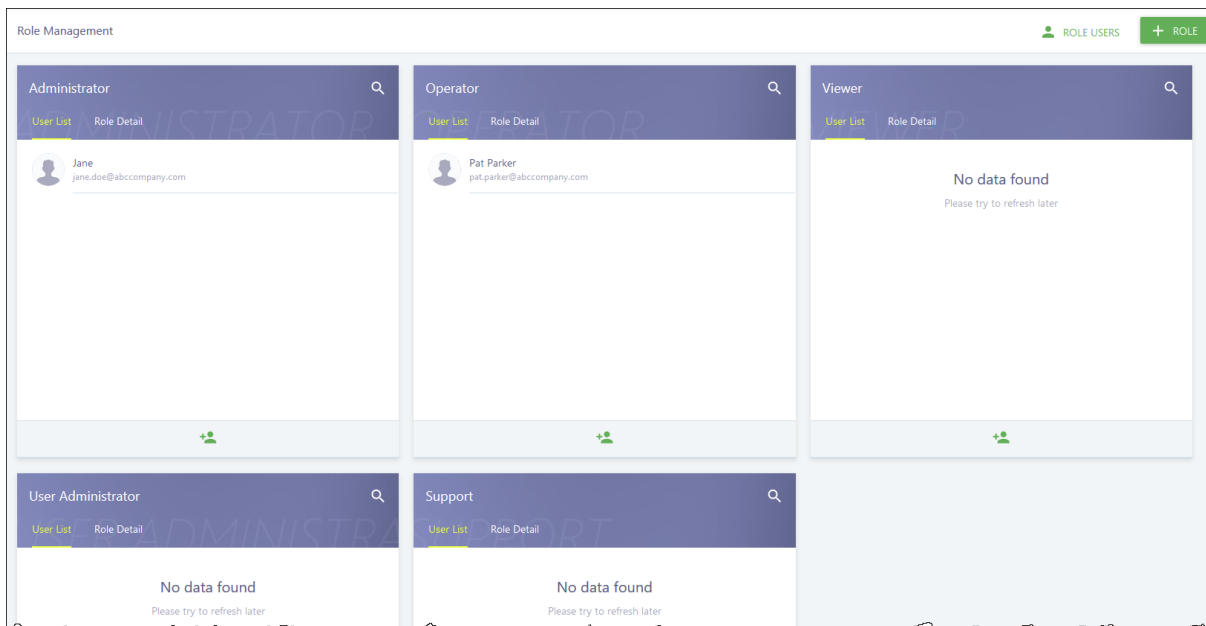 Role Management
ROLE USERS
+ ROLE
Administrator
User List Role Detail
Jane
jane.doe@abccompany.com
Operator
User List Role Detail
Pat Parker
pat.parker@abccompany.com
Viewer
User List Role Detail
No data found
Please try to refresh later
User Administrator
User List Role Detail
No data found
Please try to refresh later
Support
User List Role Detail
No data found
Please try to refresh later